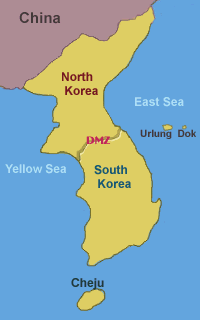 China
North
Korea
East Sea
Urlung Dok
DMZ
Yellow Sea
South
Korea
Cheju